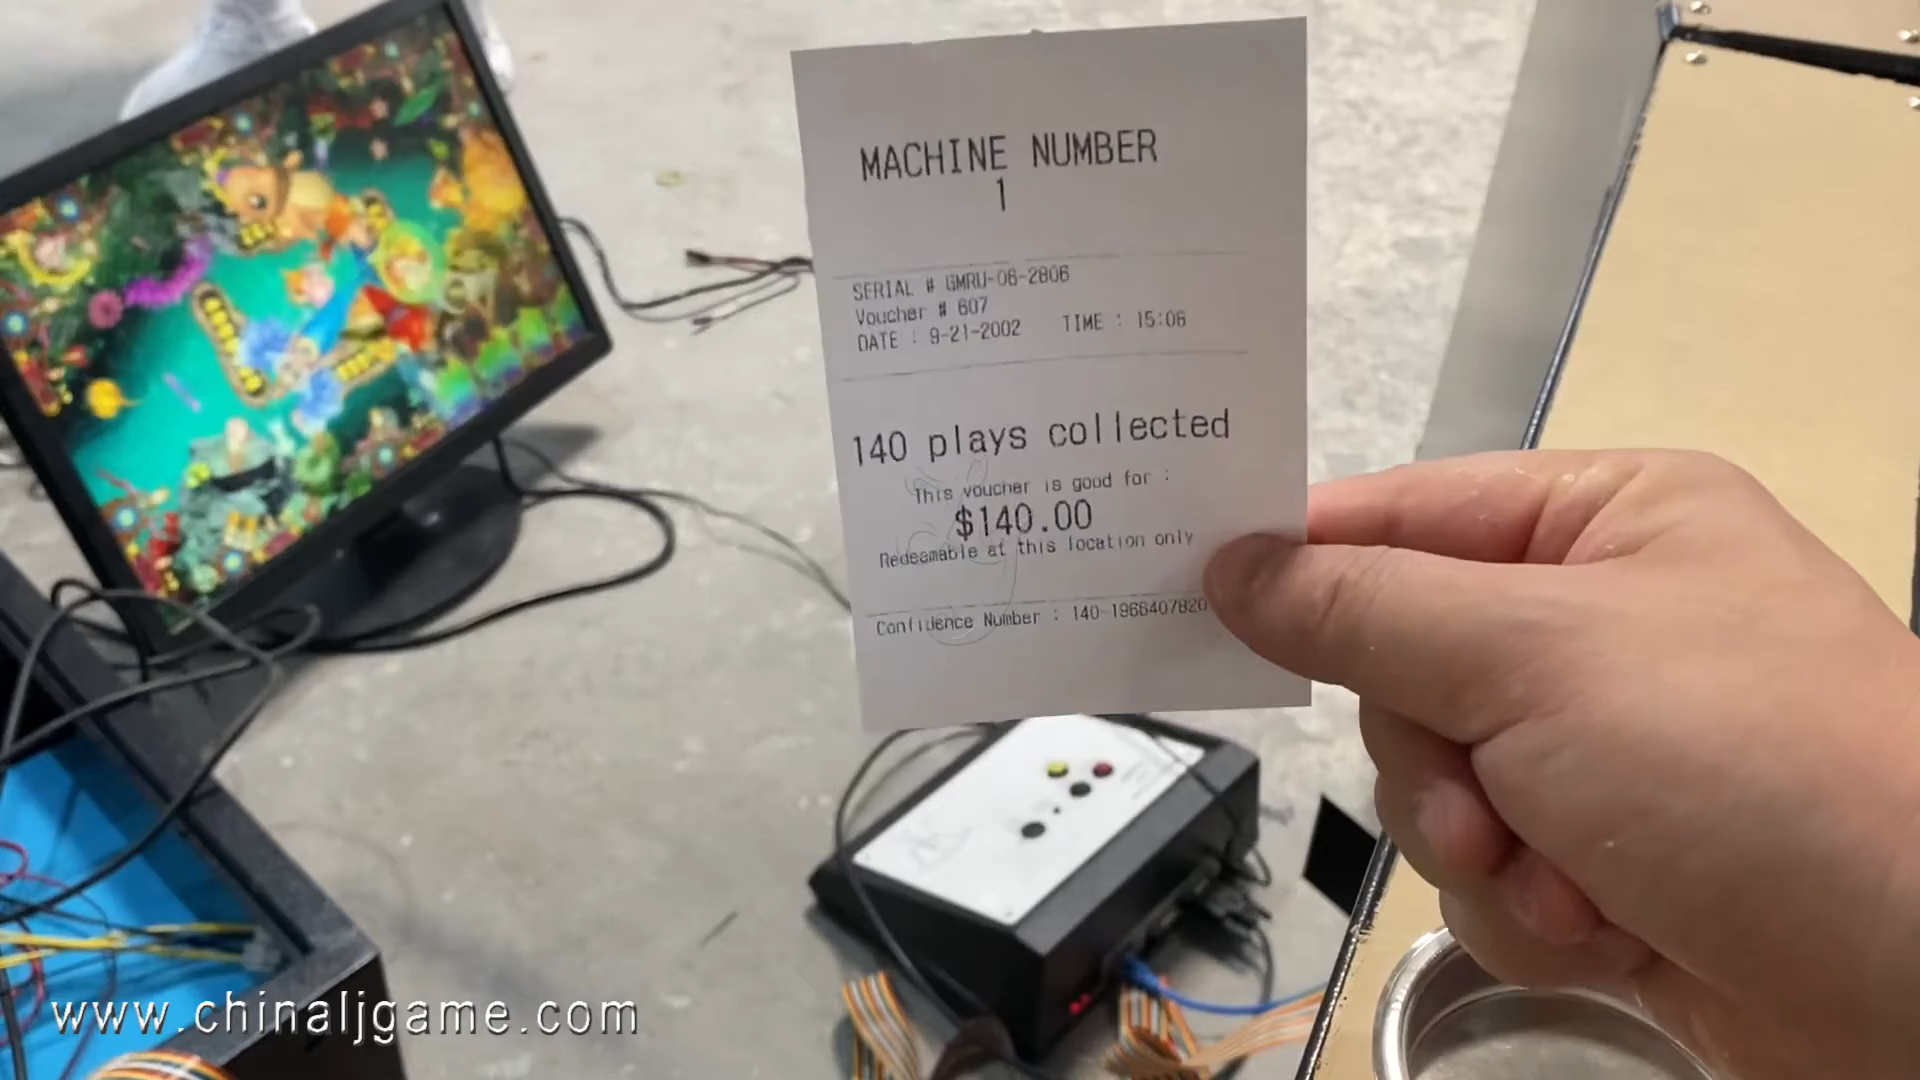 MACHINE NUMBER
1
SERIAL # GMRU-06-2806
Voucher # 607
DATE : 9-21-2002 TIME : 15:06
140 plays collected
This voucher is good for :
$140.00
Redeamable at this location only
Confidence Number : 140-1966407820
www.chinaljgame.com